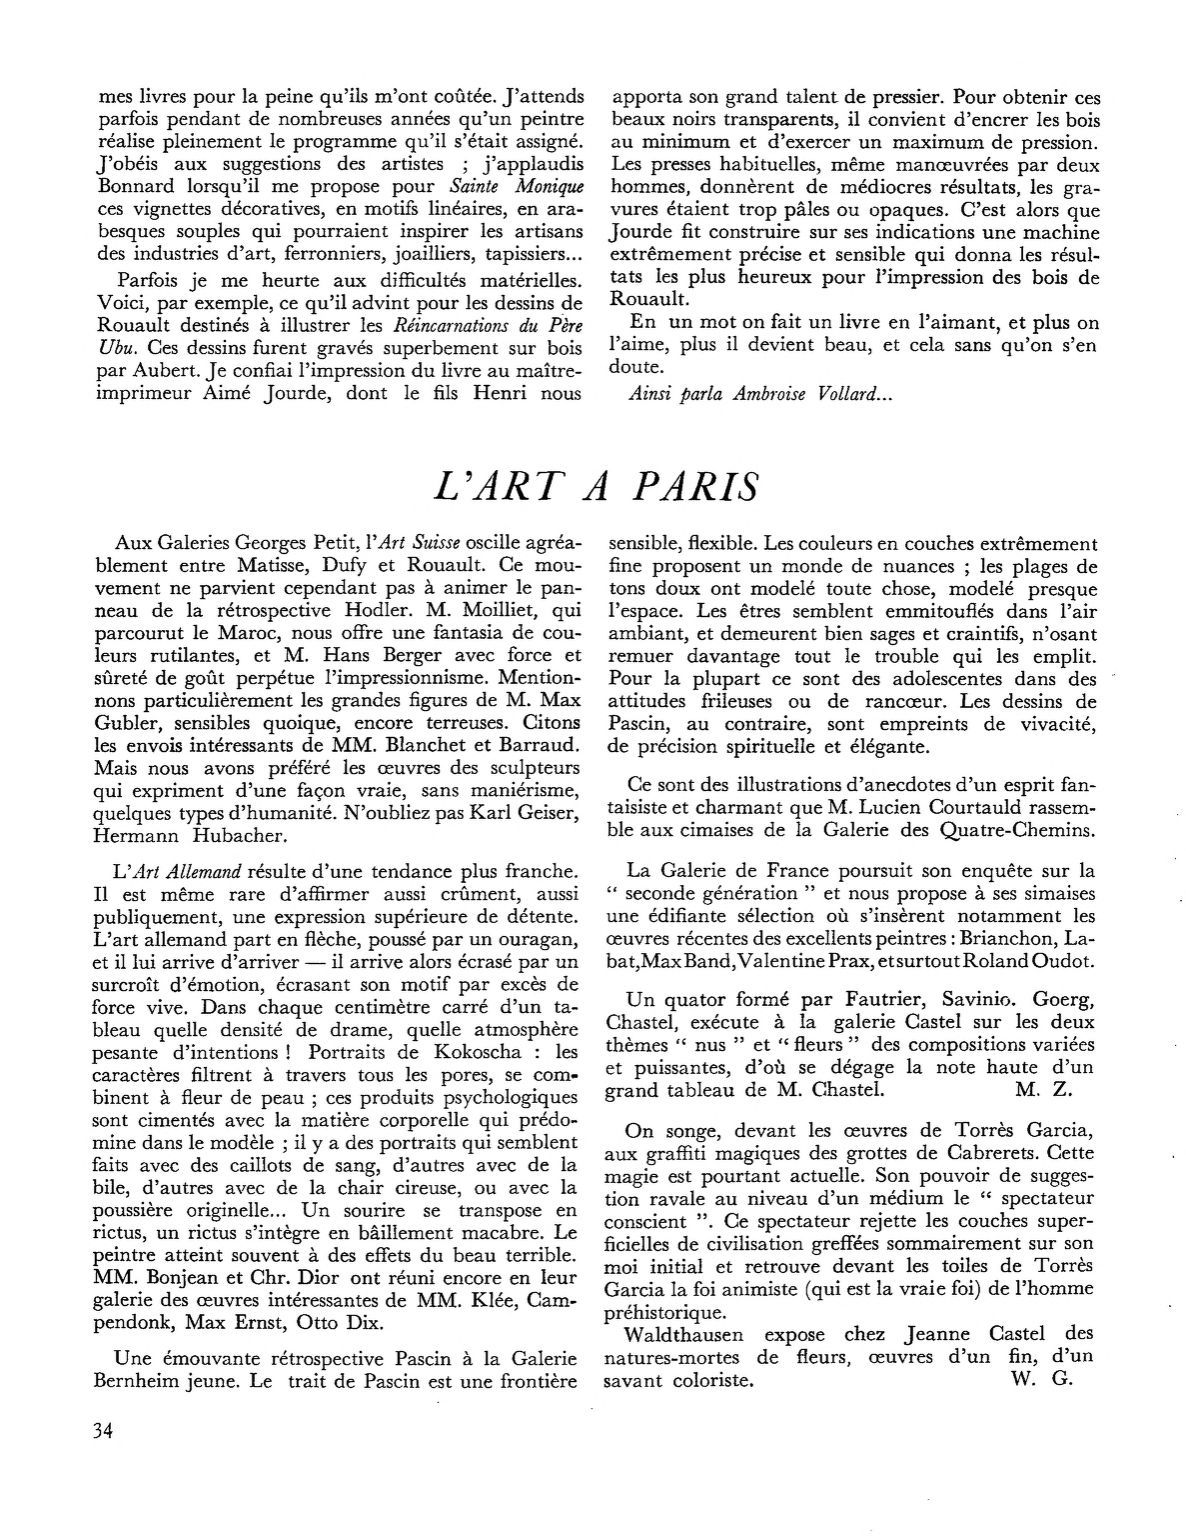 mes livres pour la peine qu'ils m'ont coûtée. J'attends
parfois pendant de nombreuses années qu'un peintre
réalise pleinement le programme qu'il s'était assigné.
J'obéis aux suggestions des artistes ; j'applaudis
Bonnard lorsqu'il me propose pour Sainte Monique
ces vignettes décoratives, en motifs linéaires, en ara-
besques souples qui pourraient inspirer les artisans
des industries d'art, ferronniers, joailliers, tapissiers...
Parfois je me heurte aux difficultés matérielles.
Voici, par exemple, ce qu'il advint pour les dessins de
Rouault destinés à illustrer les Réincarnations du Père
Ubu. Ces dessins furent gravés superbement sur bois
par Aubert. Je confiai l'impression du livre au maître-
imprimeur Aimé Jourde, dont le fils Henri nous
apporta son grand talent de pressier. Pour obtenir ces
beaux noirs transparents, il convient d'encrer les bois
au minimum et d'exercer un maximum de pression.
Les presses habituelles, même manœuvrées par deux
hommes, donnèrent de médiocres résultats, les gra-
vures étaient trop pâles ou opaques. C'est alors que
Jourde fit construire sur ses indications une machine
extrêmement précise et sensible qui donna les résul-
tats les plus heureux pour l'impression des bois de
Rouault.
En un mot on fait un livre en l'aimant, et plus on
l'aime, plus il devient beau, et cela sans qu'on s'en
doute.
Ainsi parla Ambroise Vollard...
L'ART A PARIS
Aux Galeries Georges Petit, l'Art Suisse oscille agréa-
blement entre Matisse, Dufy et Rouault. Ce mou-
vement ne parvient cependant pas à animer le pan-
neau de la rétrospective Hodler. M. Moilliet, qui
parcourut le Maroc, nous offre une fantasia de cou-
leurs rutilantes, et M. Hans Berger avec force et
sûreté de goût perpétue l'impressionnisme. Mention-
nons particulièrement les grandes figures de M. Max
Gubler, sensibles quoique, encore terreuses. Citons
les envois intéressants de MM. Blanchet et Barraud.
Mais nous avons préféré les œuvres des sculpteurs
qui expriment d'une façon vraie, sans maniérisme,
quelques types d'humanité. N'oubliez pas Karl Geiser,
Hermann Hubacher.
L'Art Allemand résulte d'une tendance plus franche.
Il est même rare d'affirmer aussi crûment, aussi
publiquement, une expression supérieure de détente.
L'art allemand part en flèche, poussé par un ouragan,
et il lui arrive d'arriver — il arrive alors écrasé par un
surcroît d'émotion, écrasant son motif par excès de
force vive. Dans chaque centimètre carré d'un ta-
bleau quelle densité de drame, quelle atmosphère
pesante d'intentions ! Portraits de Kokoscha : les
caractères filtrent à travers tous les pores, se com-
binent à fleur de peau ; ces produits psychologiques
sont cimentés avec la matière corporelle qui prédo-
mine dans le modèle ; il y a des portraits qui semblent
faits avec des caillots de sang, d'autres avec de la
bile, d'autres avec de la chair cireuse, ou avec la
poussière originelle... Un sourire se transpose en
rictus, un rictus s'intègre en bâillement macabre. Le
peintre atteint souvent à des effets du beau terrible.
MM. Bonjean et Chr. Dior ont réuni encore en leur
galerie des œuvres intéressantes de MM. Klée, Cam-
pendonk, Max Ernst, Otto Dix.
Une émouvante rétrospective Pascin à la Galerie
Bernheim jeune. Le trait de Pascin est une frontière
sensible, flexible. Les couleurs en couches extrêmement
fine proposent un monde de nuances ; les plages de
tons doux ont modelé toute chose, modelé presque
l'espace. Les êtres semblent emmitouflés dans l'air
ambiant, et demeurent bien sages et craintifs, n'osant
remuer davantage tout le trouble qui les emplit.
Pour la plupart ce sont des adolescentes dans des
attitudes frileuses ou de rancœur. Les dessins de
Pascin, au contraire, sont empreints de vivacité,
de précision spirituelle et élégante.
Ce sont des illustrations d'anecdotes d'un esprit fan-
taisiste et charmant que M. Lucien Courtauld rassem-
ble aux cimaises de la Galerie des Quatre-Chemins.
La Galerie de France poursuit son enquête sur la
“ seconde génération ” et nous propose à ses simaises
une édifiante sélection où s'insèrent notamment les
œuvres récentes des excellents peintres : Brianchon, La-
bat,Max Band,Valentine Prax, et surtout Roland Oudot.
Un quator formé par Fautrier, Savinio. Goerg,
Chastel, exécute à la galerie Castel sur les deux
thèmes “ nus ” et “ fleurs ” des compositions variées
et puissantes, d'où se dégage la note haute d'un
grand tableau de M. Chastel. M. Z.
On songe, devant les œuvres de Torrès Garcia,
aux graffiti magiques des grottes de Cabrerets. Cette
magie est pourtant actuelle. Son pouvoir de sugges-
tion ravale au niveau d'un médium le “ spectateur
conscient ”. Ce spectateur rejette les couches super-
ficielles de civilisation greffées sommairement sur son
moi initial et retrouve devant les toiles de Torrès
Garcia la foi animiste (qui est la vraie foi) de l'homme
préhistorique.
Waldthausen expose chez Jeanne Castel des
natures-mortes de fleurs, œuvres d'un fin, d'un
savant coloriste. W. G.
34